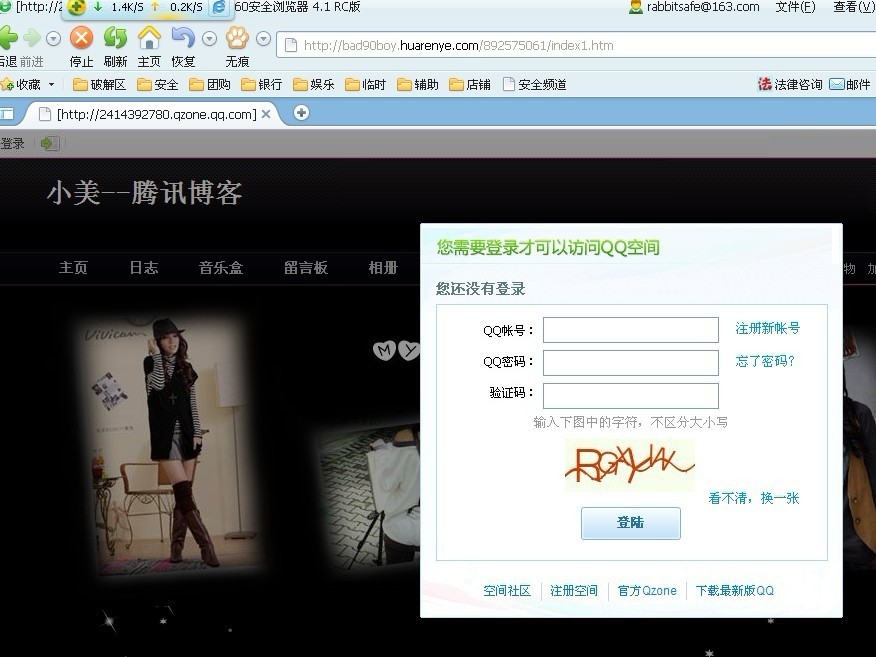 [http:// 1.4K/S 0.2K/S 60安全浏览器 4.1 RC版 rabbitsafe@163.com 文件(F) 查看(V)
后退 前进 停止 刷新 主页 恢复 无痕 http://bad90boy.huarenye.com/892575061/index1.htm
收藏 破解区 安全 团购 银行 娱乐 临时 辅助 店铺 安全频道 法律咨询 邮件
[http://2414392780.qzone.qq.com]
登录
小美--腾讯博客
主页 日志 音乐盒 留言板 相册 物
您需要登录才可以访问QQ空间
您还没有登录
Vivicam
M Y
QQ帐号： 注册新帐号
QQ密码： 忘了密码？
验证码：
输入下图中的字符，不区分大小写
看不清，换一张
登陆
空间社区 注册空间 官方Qzone 下载最新版QQ